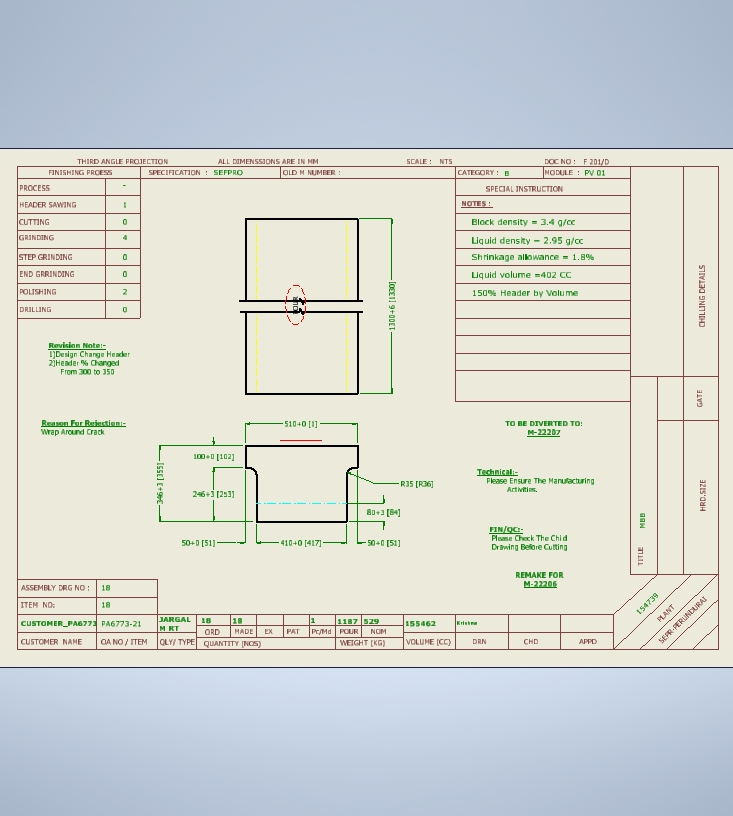 THIRD ANGLE PROJECTION ALL DIMENSSIONS ARE IN MM SCALE : NTS DOC NO : F 201/D
FINISHING PROESS SPECIFICATION : SEFPRO OLD M NUMBER : CATEGORY : B MODULE : PV 01
PROCESS -
HEADER SAWING 1
CUTTING 0
GRINDING 4
STEP GRINDING 0
END GRRINDING 0
POLISHING 2
DRILLING 0
SPECIAL INSTRUCTION
NOTES :
Block density = 3.4 g/cc
Liquid density = 2.95 g/cc
Shrinkage allowance = 1.8%
Liquid volume =402 CC
150% Header by Volume
CHILLING DETAILS
GATE
HRD.SIZE
TITLE MBB
1300+6 [1330]
Revision Note:-
1)Design Change Header
2)Header % Changed
From 300 to 350
Reason For Rejection:-
Wrap Around Crack
510+0 [1]
100+0 [102]
346+3 [355]
246+3 [253]
R35 [R36]
80+3 [84]
50+0 [51] 410+0 [417] 50+0 [51]
TO BE DIVERTED TO:
M-22207
Technical:-
Please Ensure The Manufacturing
Activities.
FIN/QC:-
Please Check The Child
Drawing Before Cutting
REMAKE FOR
M-22206
ASSEMBLY DRG NO : 18
ITEM NO: 18
CUSTOMER_PA6773 PA6773-21 JARGAL M RT 18 18 1 1187 529 155462 Krishna
ORD MADE EX PAT Pc/Md POUR NOM
CUSTOMER NAME OA NO / ITEM QLY/ TYPE QUANTITY (NOS) WEIGHT (KG) VOLUME (CC) DRN CHD APPD
154739
PLANT
SEPR-PERUNDURAI